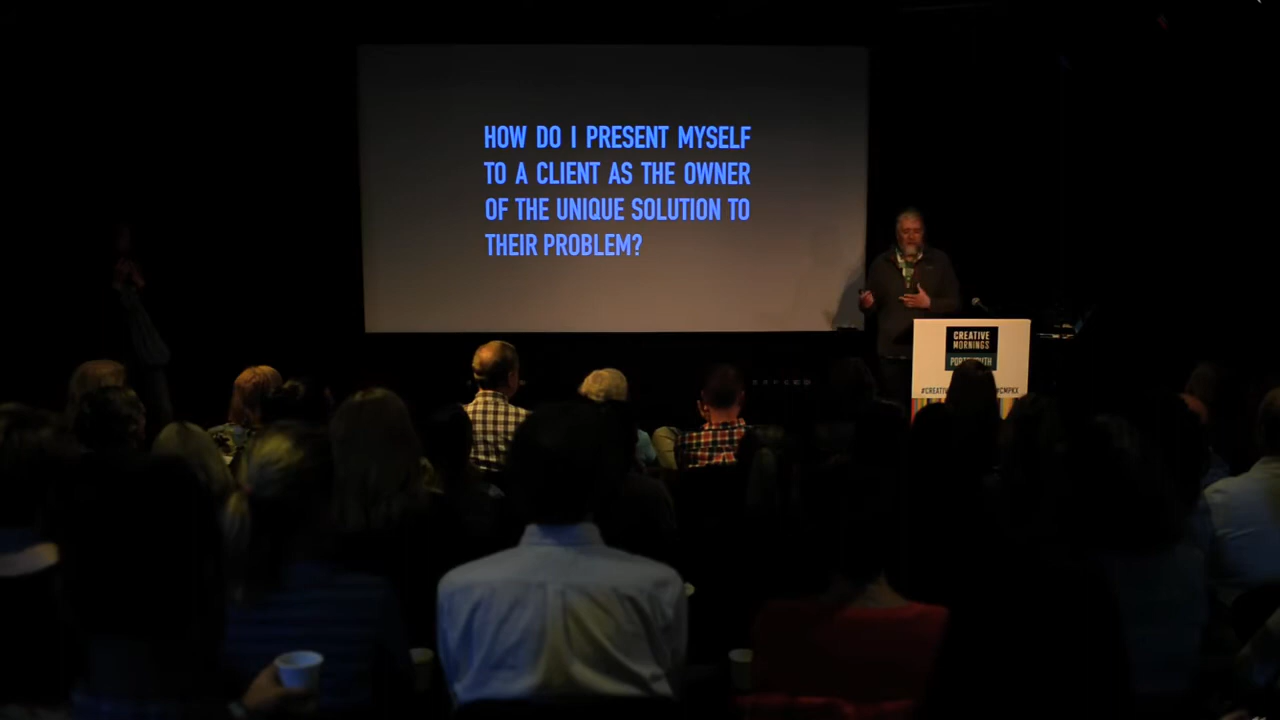 HOW DO I PRESENT MYSELF
TO A CLIENT AS THE OWNER
OF THE UNIQUE SOLUTION TO
THEIR PROBLEM?
CREATIVE
MORNINGS